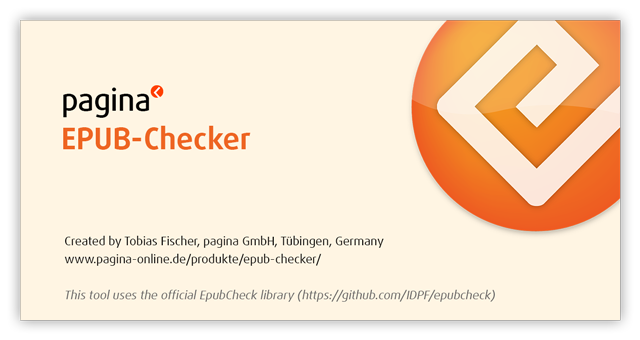 pagina
EPUB-Checker
Created by Tobias Fischer, pagina GmbH, Tübingen, Germany
www.pagina-online.de/produkte/epub-checker/
This tool uses the official EpubCheck library (https://github.com/IDPF/epubcheck)